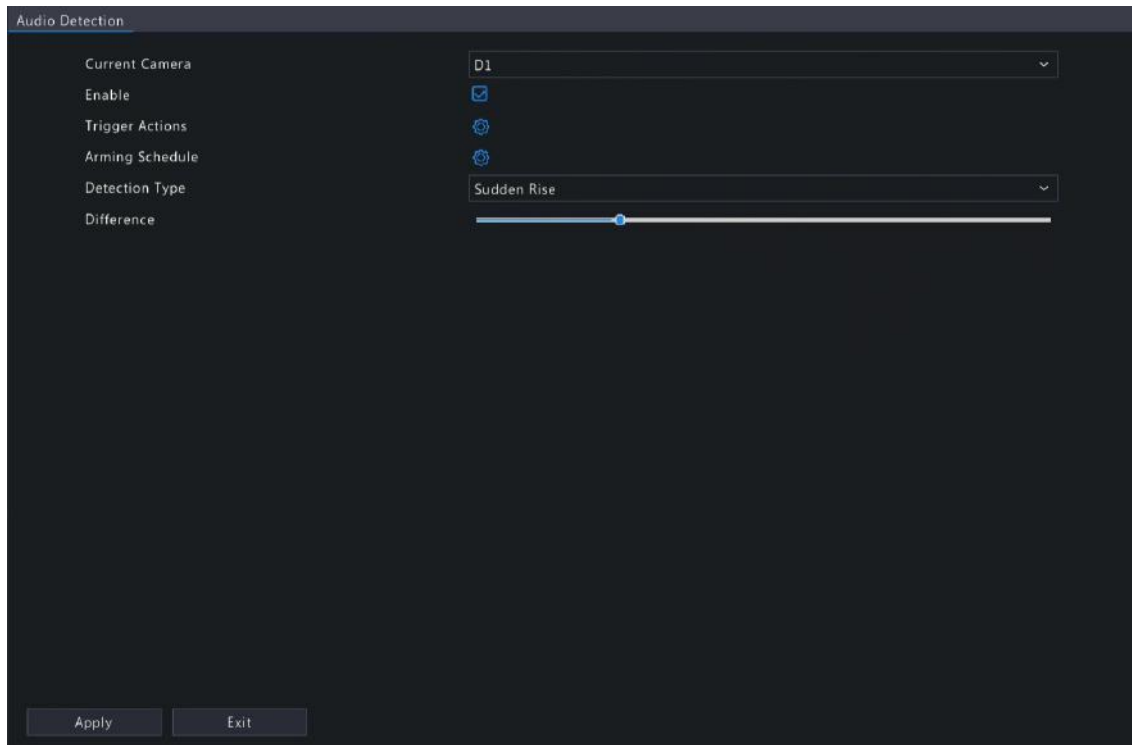 Audio Detection
Current Camera D1
Enable
Trigger Actions
Arming Schedule
Detection Type Sudden Rise
Difference
Apply Exit